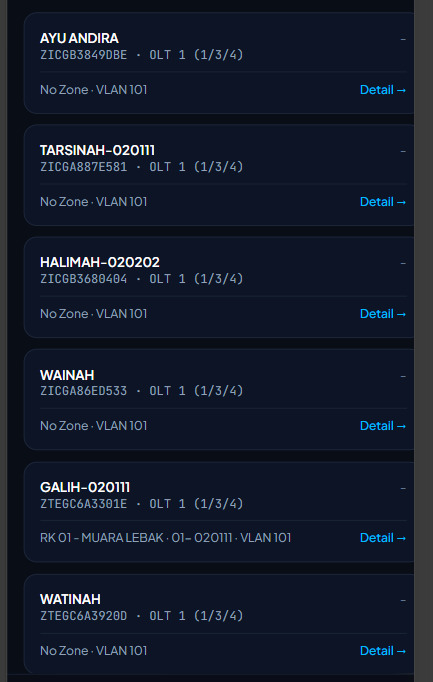 AYU ANDIRA –
ZICGB3849DBE · OLT 1 (1/3/4)
No Zone · VLAN 101 Detail →
TARSINAH-020111 –
ZICGA887E581 · OLT 1 (1/3/4)
No Zone · VLAN 101 Detail →
HALIMAH-020202 –
ZICGB3680404 · OLT 1 (1/3/4)
No Zone · VLAN 101 Detail →
WAINAH –
ZICGA86ED533 · OLT 1 (1/3/4)
No Zone · VLAN 101 Detail →
GALIH-020111 –
ZTEGC6A3301E · OLT 1 (1/3/4)
RK 01 - MUARA LEBAK · 01– 020111 · VLAN 101 Detail →
WATINAH –
ZTEGC6A3920D · OLT 1 (1/3/4)
No Zone · VLAN 101 Detail →